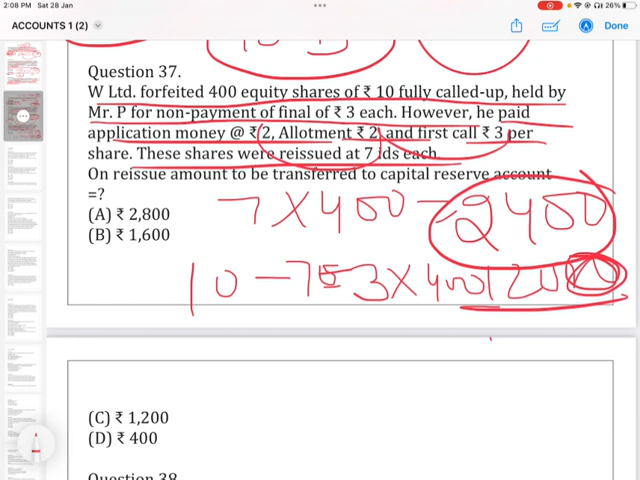 2:08 PM Sat 28 Jan
26%
ACCOUNTS 1 (2)
Done
Question 37.
W Ltd. forfeited 400 equity shares of ₹ 10 fully called-up, held by
Mr. P for non-payment of final of ₹ 3 each. However, he paid
application money @ ₹ 2, Allotment ₹ 2, and first call ₹ 3 per
share. These shares were reissued at 7 ids each.
On reissue amount to be transferred to capital reserve account
=?
7 X 400 - 2400
(A) ₹ 2,800
(B) ₹ 1,600
10 - 7 = 3 X 400 1200
(C) ₹ 1,200
(D) ₹ 400
Question 38.